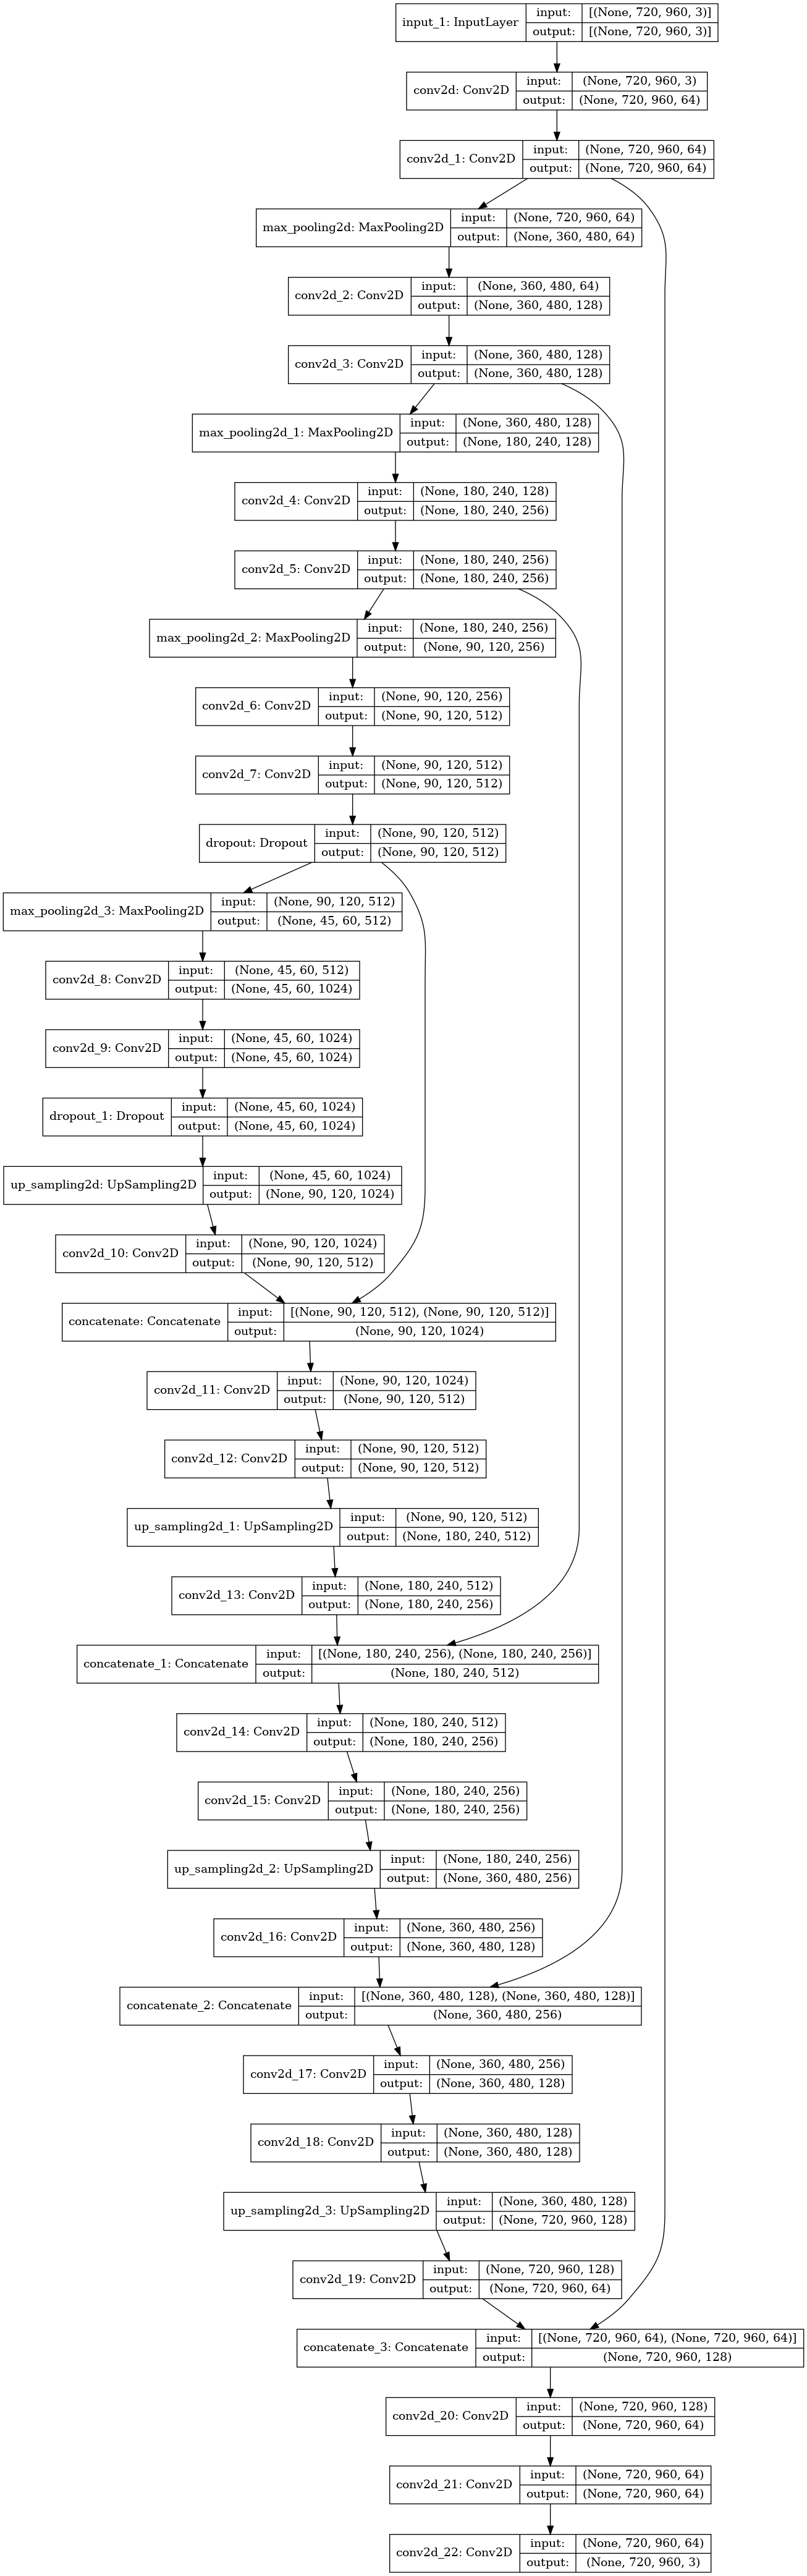 input_1: InputLayer
input: [(None, 720, 960, 3)]
output: [(None, 720, 960, 3)]
conv2d: Conv2D
input: (None, 720, 960, 3)
output: (None, 720, 960, 64)
conv2d_1: Conv2D
input: (None, 720, 960, 64)
output: (None, 720, 960, 64)
max_pooling2d: MaxPooling2D
input: (None, 720, 960, 64)
output: (None, 360, 480, 64)
conv2d_2: Conv2D
input: (None, 360, 480, 64)
output: (None, 360, 480, 128)
conv2d_3: Conv2D
input: (None, 360, 480, 128)
output: (None, 360, 480, 128)
max_pooling2d_1: MaxPooling2D
input: (None, 360, 480, 128)
output: (None, 180, 240, 128)
conv2d_4: Conv2D
input: (None, 180, 240, 128)
output: (None, 180, 240, 256)
conv2d_5: Conv2D
input: (None, 180, 240, 256)
output: (None, 180, 240, 256)
max_pooling2d_2: MaxPooling2D
input: (None, 180, 240, 256)
output: (None, 90, 120, 256)
conv2d_6: Conv2D
input: (None, 90, 120, 256)
output: (None, 90, 120, 512)
conv2d_7: Conv2D
input: (None, 90, 120, 512)
output: (None, 90, 120, 512)
dropout: Dropout
input: (None, 90, 120, 512)
output: (None, 90, 120, 512)
max_pooling2d_3: MaxPooling2D
input: (None, 90, 120, 512)
output: (None, 45, 60, 512)
conv2d_8: Conv2D
input: (None, 45, 60, 512)
output: (None, 45, 60, 1024)
conv2d_9: Conv2D
input: (None, 45, 60, 1024)
output: (None, 45, 60, 1024)
dropout_1: Dropout
input: (None, 45, 60, 1024)
output: (None, 45, 60, 1024)
up_sampling2d: UpSampling2D
input: (None, 45, 60, 1024)
output: (None, 90, 120, 1024)
conv2d_10: Conv2D
input: (None, 90, 120, 1024)
output: (None, 90, 120, 512)
concatenate: Concatenate
input: [(None, 90, 120, 512), (None, 90, 120, 512)]
output: (None, 90, 120, 1024)
conv2d_11: Conv2D
input: (None, 90, 120, 1024)
output: (None, 90, 120, 512)
conv2d_12: Conv2D
input: (None, 90, 120, 512)
output: (None, 90, 120, 512)
up_sampling2d_1: UpSampling2D
input: (None, 90, 120, 512)
output: (None, 180, 240, 512)
conv2d_13: Conv2D
input: (None, 180, 240, 512)
output: (None, 180, 240, 256)
concatenate_1: Concatenate
input: [(None, 180, 240, 256), (None, 180, 240, 256)]
output: (None, 180, 240, 512)
conv2d_14: Conv2D
input: (None, 180, 240, 512)
output: (None, 180, 240, 256)
conv2d_15: Conv2D
input: (None, 180, 240, 256)
output: (None, 180, 240, 256)
up_sampling2d_2: UpSampling2D
input: (None, 180, 240, 256)
output: (None, 360, 480, 256)
conv2d_16: Conv2D
input: (None, 360, 480, 256)
output: (None, 360, 480, 128)
concatenate_2: Concatenate
input: [(None, 360, 480, 128), (None, 360, 480, 128)]
output: (None, 360, 480, 256)
conv2d_17: Conv2D
input: (None, 360, 480, 256)
output: (None, 360, 480, 128)
conv2d_18: Conv2D
input: (None, 360, 480, 128)
output: (None, 360, 480, 128)
up_sampling2d_3: UpSampling2D
input: (None, 360, 480, 128)
output: (None, 720, 960, 128)
conv2d_19: Conv2D
input: (None, 720, 960, 128)
output: (None, 720, 960, 64)
concatenate_3: Concatenate
input: [(None, 720, 960, 64), (None, 720, 960, 64)]
output: (None, 720, 960, 128)
conv2d_20: Conv2D
input: (None, 720, 960, 128)
output: (None, 720, 960, 64)
conv2d_21: Conv2D
input: (None, 720, 960, 64)
output: (None, 720, 960, 64)
conv2d_22: Conv2D
input: (None, 720, 960, 64)
output: (None, 720, 960, 3)